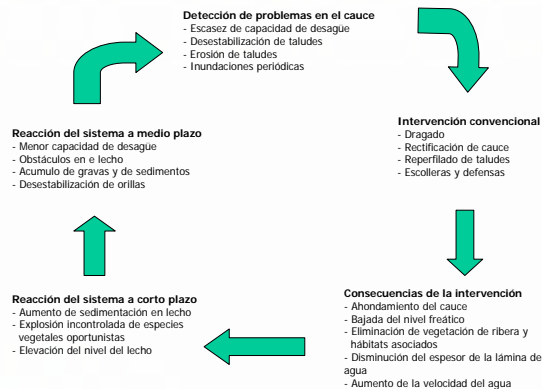 Detección de problemas en el cauce
- Escasez de capacidad de desagüe
- Desestabilización de taludes
- Erosión de taludes
- Inundaciones periódicas
Intervención convencional
- Dragado
- Rectificación de cauce
- Reperfilado de taludes
- Escolleras y defensas
Consecuencias de la intervención
- Ahondamiento del cauce
- Bajada del nivel freático
- Eliminación de vegetación de ribera y
hábitats asociados
- Disminución del espesor de la lámina de
agua
- Aumento de la velocidad del agua
Reacción del sistema a corto plazo
- Aumento de sedimentación en lecho
- Explosión incontrolada de especies
vegetales oportunistas
- Elevación del nivel del lecho
Reacción del sistema a medio plazo
- Menor capacidad de desagüe
- Obstáculos en e lecho
- Acumulo de gravas y de sedimentos
- Desestabilización de orillas